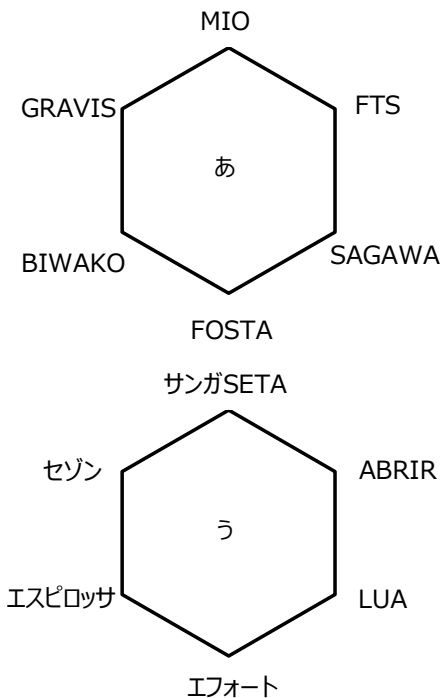 MIO
GRAVIS
FTS
あ
BIWAKO
SAGAWA
FOSTA
サンガSETA
セゾン
ABRIR
う
エスピロッサ
LUA
エフォート